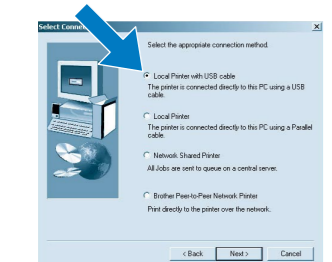 Select Conne
Select the appropriate connection method.
Local Printer with USB cable
The printer is connected directly to this PC using a USB
cable.
Local Printer
The printer is connected directly to this PC using a Parallel
cable.
Network Shared Printer
All Jobs are sent to queue on a central server.
Brother Peer-to-Peer Network Printer
Print directly to the printer over the network.
< Back
Next >
Cancel